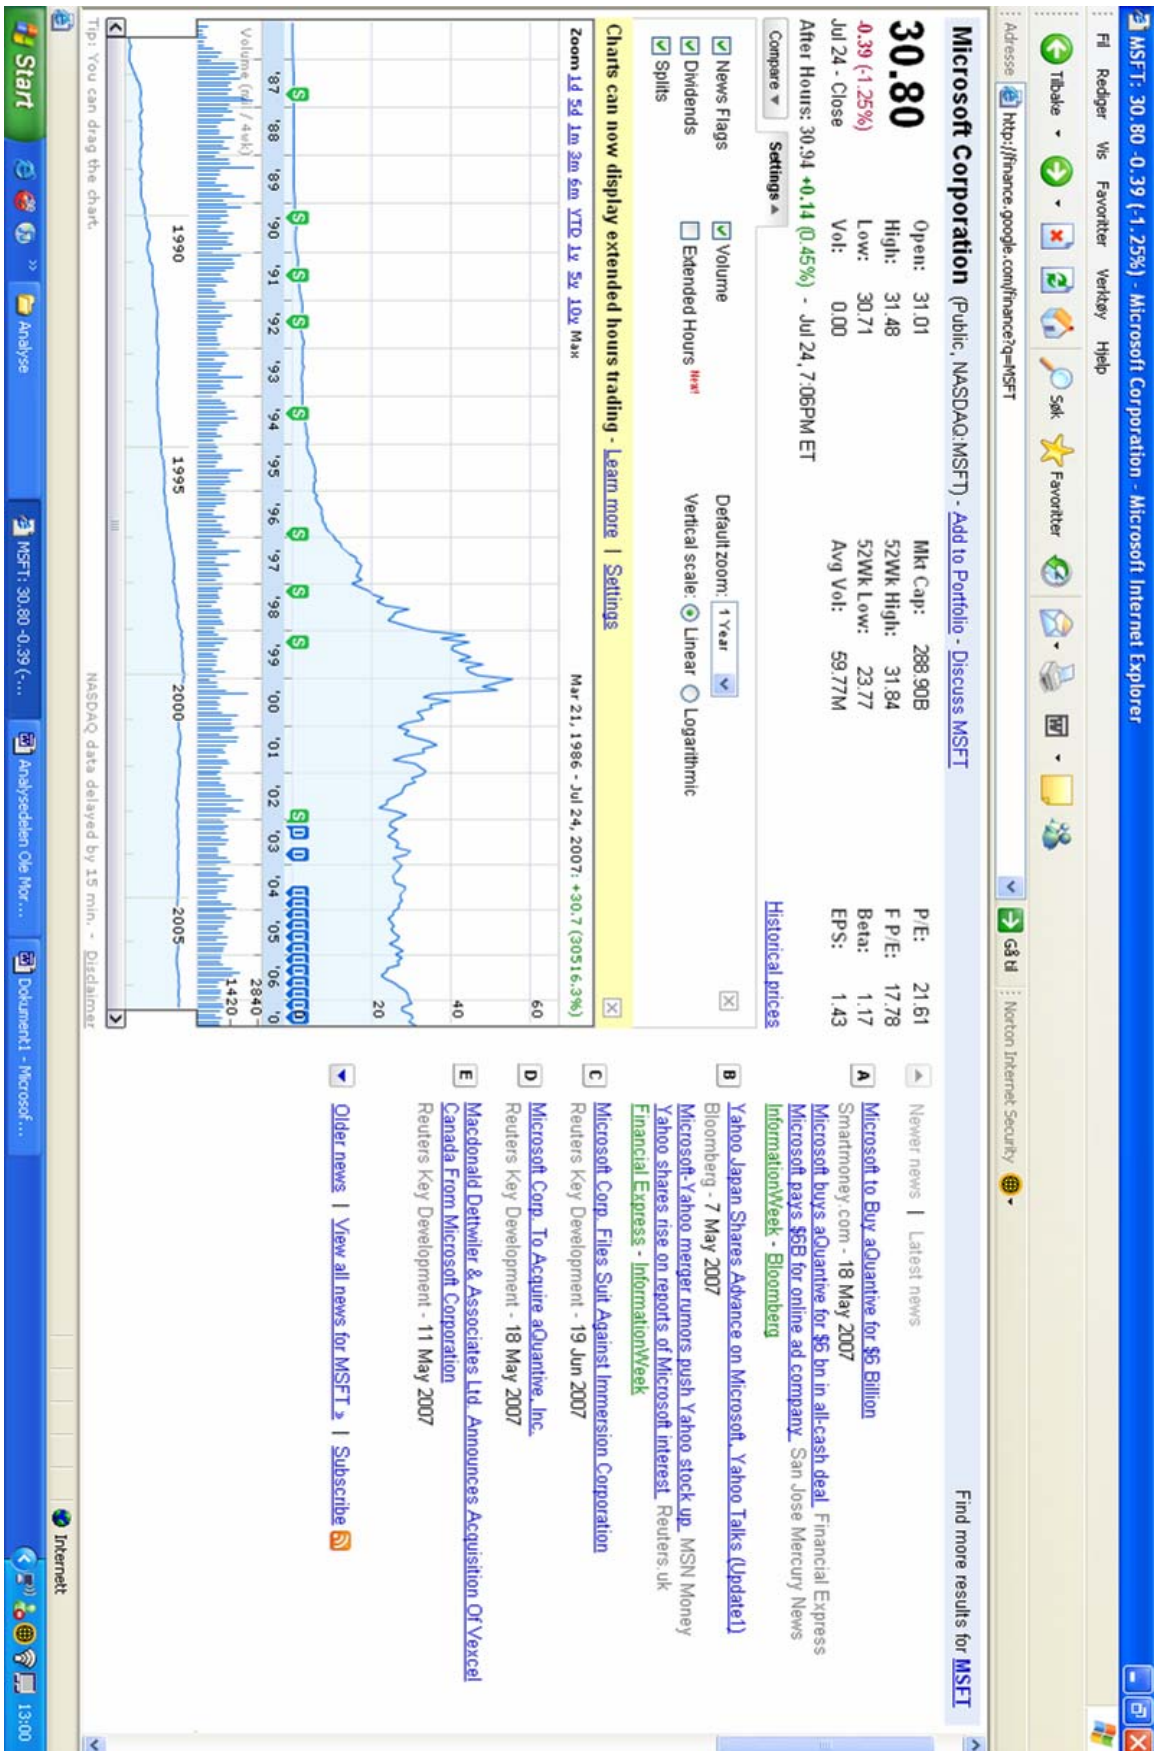 MSFT: 30.80 -0.39 (-1.25%) - Microsoft Corporation - Microsoft Internet Explorer
Fil Rediger Vis Favoritter Verktøy Hjelp
Tilbake Søk Favoritter
Adresse http://finance.google.com/finance?q=MSFT Gå til Norton Internet Security
Microsoft Corporation (Public, NASDAQ:MSFT) - Add to Portfolio - Discuss MSFT
Find more results for MSFT
30.80
-0.39 (-1.25%)
Jul 24 - Close
Open: 31.01
High: 31.48
Low: 30.71
Vol: 0.00
Mkt Cap: 288.90B
52Wk High: 31.84
52Wk Low: 23.77
Avg Vol: 59.77M
P/E: 21.61
F P/E: 17.78
Beta: 1.17
EPS: 1.43
After Hours: 30.94 +0.14 (0.45%) - Jul 24, 7:06PM ET
Compare Settings Historical prices
News Flags Volume Default zoom: 1 Year
Dividends Extended Hours New! Vertical scale: Linear Logarithmic
Splits
Charts can now display extended hours trading - Learn more | Settings
Zoom 1d 5d 1m 3m 6m YTD 1y 5y 10y Max Mar 21, 1986 - Jul 24, 2007: +30.7 (30516.3%)
60
40
20
S S S S S S S S S D D D D D D D D D D D D
'87 '88 '89 '90 '91 '92 '93 '94 '95 '96 '97 '98 '99 '00 '01 '02 '03 '04 '05 '06 '0
Volume (mil / 4wk) 2840
1420
1990 1995 2000 2005
Tip: You can drag the chart. NASDAQ data delayed by 15 min. - Disclaimer
Newer news | Latest news
A Microsoft to Buy aQuantive for $6 Billion
Smartmoney.com - 18 May 2007
Microsoft buys aQuantive for $6 bn in all-cash deal Financial Express
Microsoft pays $6B for online ad company San Jose Mercury News
InformationWeek - Bloomberg
B Yahoo Japan Shares Advance on Microsoft, Yahoo Talks (Update1)
Bloomberg - 7 May 2007
Microsoft-Yahoo merger rumors push Yahoo stock up MSN Money
Yahoo shares rise on reports of Microsoft interest Reuters.uk
Financial Express - InformationWeek
C Microsoft Corp. Files Suit Against Immersion Corporation
Reuters Key Development - 19 Jun 2007
D Microsoft Corp. To Acquire aQuantive, Inc.
Reuters Key Development - 18 May 2007
E Macdonald Dettwiler & Associates Ltd. Announces Acquisition Of Vexcel
Canada From Microsoft Corporation
Reuters Key Development - 11 May 2007
Older news | View all news for MSFT » | Subscribe
Internett
Start Analyse MSFT: 30.80 -0.39 (-... Analysedelen Ole Mor... Dokument1 - Microsof... 13:00